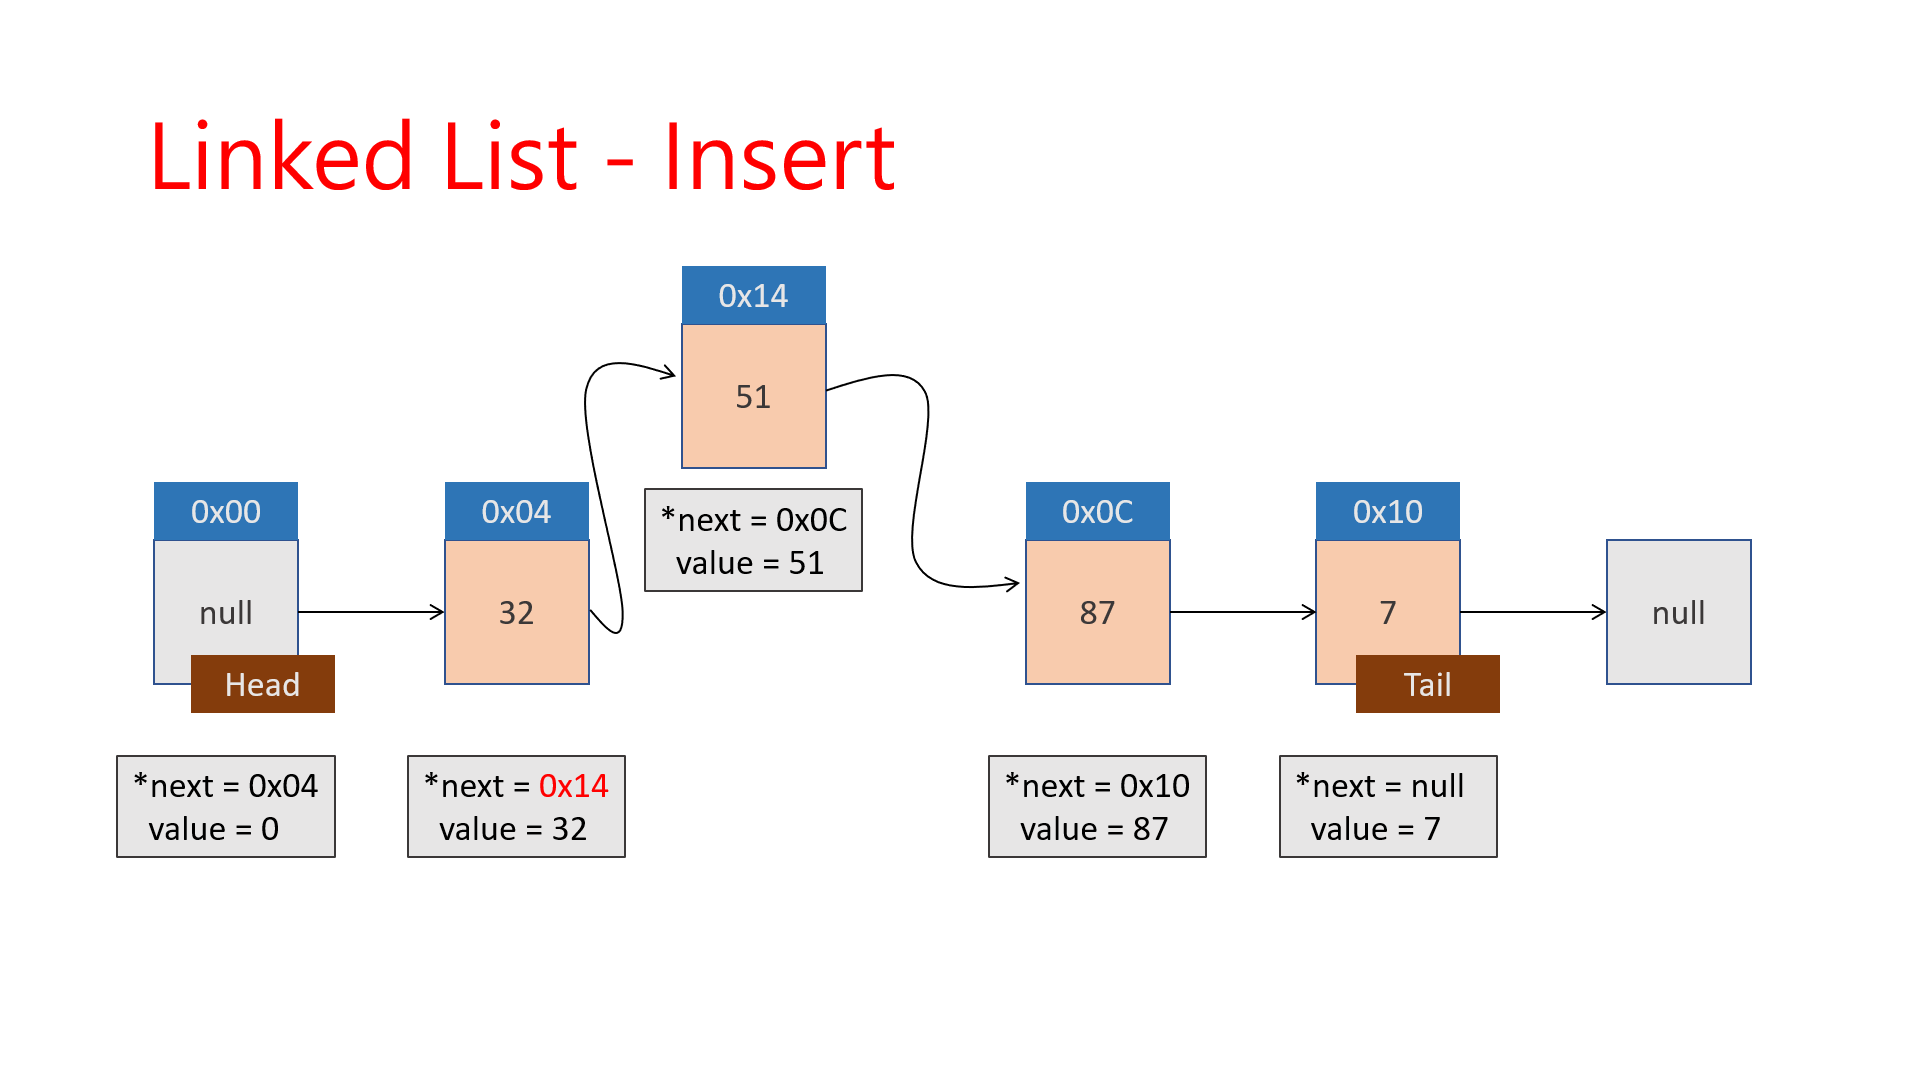 Linked List - Insert
0x14
51
*next = 0x0C
value = 51
0x00
null
Head
*next = 0x04
value = 0
0x04
32
*next = 0x14
value = 32
0x0C
87
*next = 0x10
value = 87
0x10
7
Tail
*next = null
value = 7
null